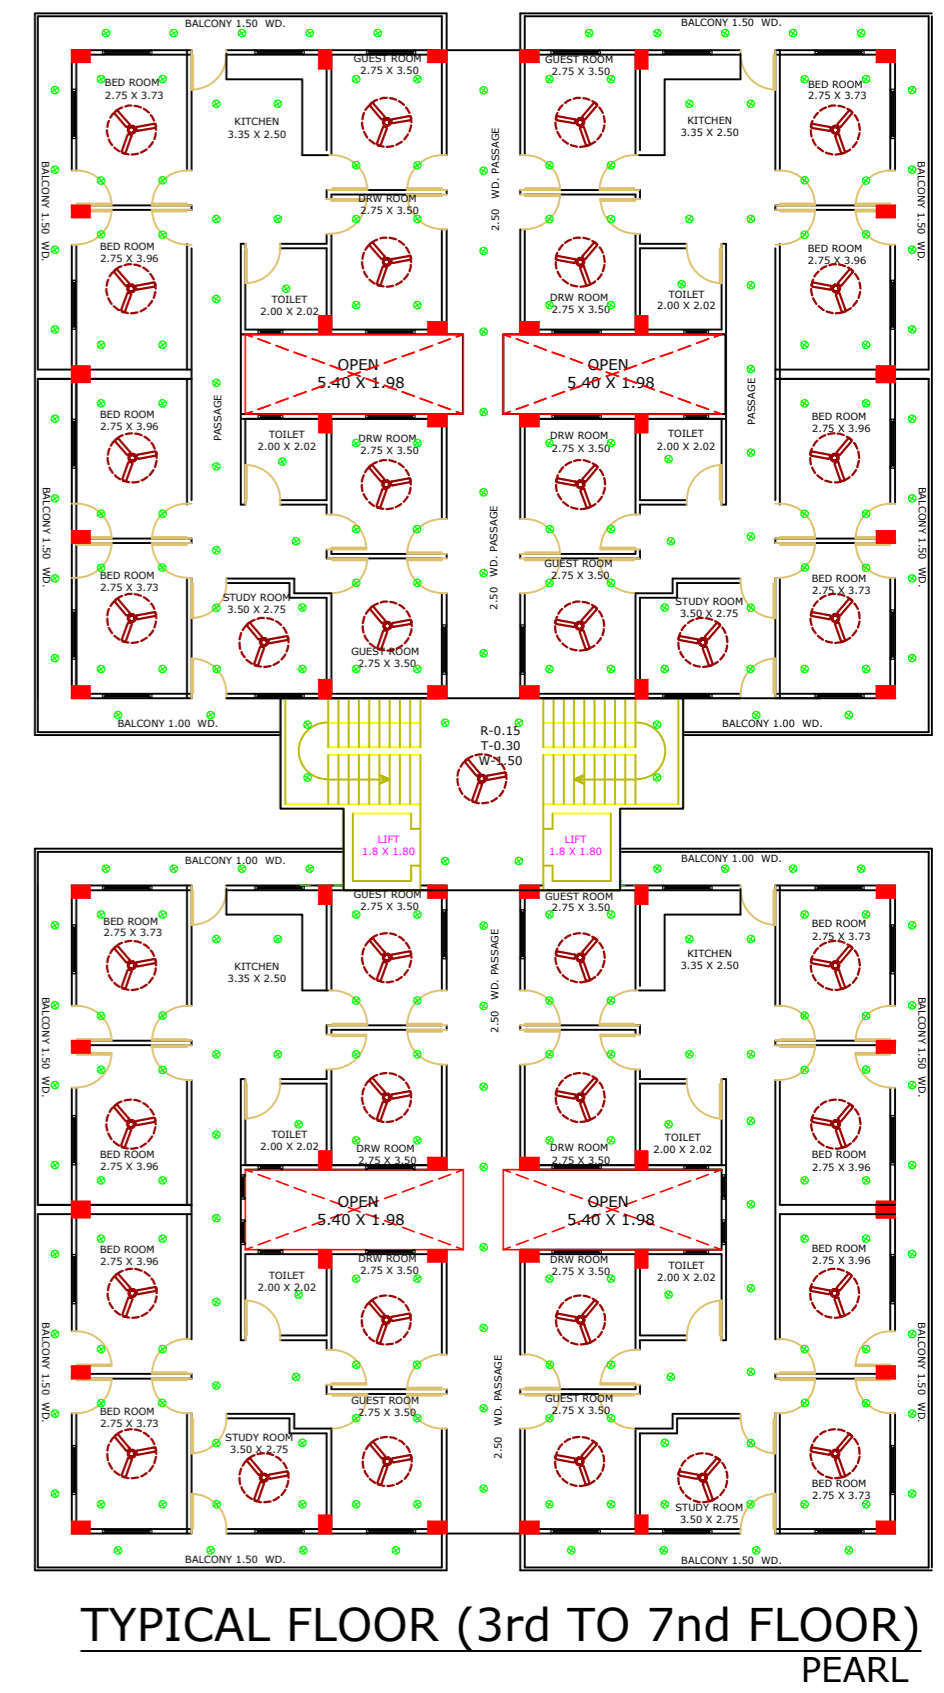 BALCONY 1.50 WD.
BALCONY 1.50 WD.
GUEST ROOM
2.75 X 3.50
GUEST ROOM
2.75 X 3.50
BED ROOM
2.75 X 3.73
BED ROOM
2.75 X 3.73
KITCHEN
3.35 X 2.50
KITCHEN
3.35 X 2.50
2.50 WD. PASSAGE
BALCONY 1.50 WD.
BALCONY 1.50 WD.
DRW ROOM
2.75 X 3.50
BED ROOM
2.75 X 3.96
BED ROOM
2.75 X 3.96
TOILET
2.00 X 2.02
DRW ROOM
2.75 X 3.50
TOILET
2.00 X 2.02
OPEN
5.40 X 1.98
OPEN
5.40 X 1.98
PASSAGE
PASSAGE
BED ROOM
2.75 X 3.96
BED ROOM
2.75 X 3.96
TOILET
2.00 X 2.02
DRW ROOM
2.75 X 3.50
DRW ROOM
2.75 X 3.50
TOILET
2.00 X 2.02
BALCONY 1.50 WD.
BALCONY 1.50 WD.
2.50 WD. PASSAGE
BED ROOM
2.75 X 3.73
GUEST ROOM
2.75 X 3.50
BED ROOM
2.75 X 3.73
STUDY ROOM
3.50 X 2.75
STUDY ROOM
3.50 X 2.75
GUEST ROOM
2.75 X 3.50
BALCONY 1.00 WD.
BALCONY 1.00 WD.
R-0.15
T-0.30
W-1.50
LIFT
1.8 X 1.80
LIFT
1.8 X 1.80
BALCONY 1.00 WD.
BALCONY 1.00 WD.
GUEST ROOM
2.75 X 3.50
GUEST ROOM
2.75 X 3.50
BED ROOM
2.75 X 3.73
BED ROOM
2.75 X 3.73
KITCHEN
3.35 X 2.50
KITCHEN
3.35 X 2.50
2.50 WD. PASSAGE
BALCONY 1.50 WD.
BALCONY 1.50 WD.
TOILET
2.00 X 2.02
TOILET
2.00 X 2.02
BED ROOM
2.75 X 3.96
DRW ROOM
2.75 X 3.50
DRW ROOM
2.75 X 3.50
BED ROOM
2.75 X 3.96
OPEN
5.40 X 1.98
OPEN
5.40 X 1.98
BED ROOM
2.75 X 3.96
DRW ROOM
2.75 X 3.50
DRW ROOM
2.75 X 3.50
BED ROOM
2.75 X 3.96
TOILET
2.00 X 2.02
TOILET
2.00 X 2.02
BALCONY 1.50 WD.
BALCONY 1.50 WD.
2.50 WD. PASSAGE
BED ROOM
2.75 X 3.73
GUEST ROOM
2.75 X 3.50
GUEST ROOM
2.75 X 3.50
STUDY ROOM
3.50 X 2.75
BED ROOM
2.75 X 3.73
STUDY ROOM
3.50 X 2.75
BALCONY 1.50 WD.
BALCONY 1.50 WD.
TYPICAL FLOOR (3rd TO 7nd FLOOR)
PEARL